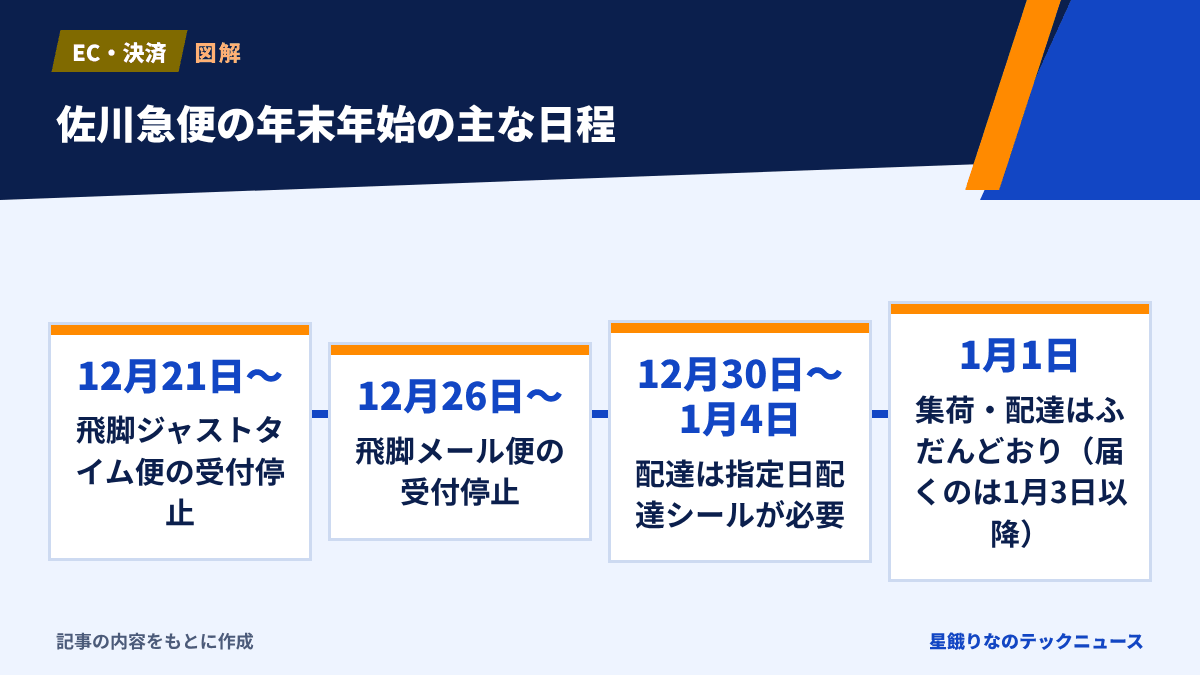 EC・決済
図解
佐川急便の年末年始の主な日程
12月21日〜
飛脚ジャストタ
イム便の受付停
止
12月26日〜
飛脚メール便の
受付停止
12月30日〜
1月4日
配達は指定日配
達シールが必要
1月1日
集荷・配達はふ
だんどおり（届
くのは1月3日以
降）
記事の内容をもとに作成
星餓りなのテックニュース